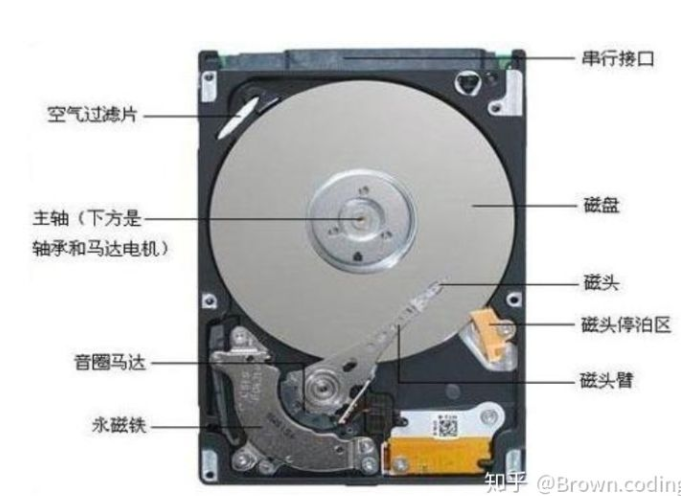 串行接口
空气过滤片
磁盘
主轴（下方是
轴承和马达电机）
磁头
磁头停泊区
音圈马达
磁头臂
永磁铁
知乎 @Brown.coding